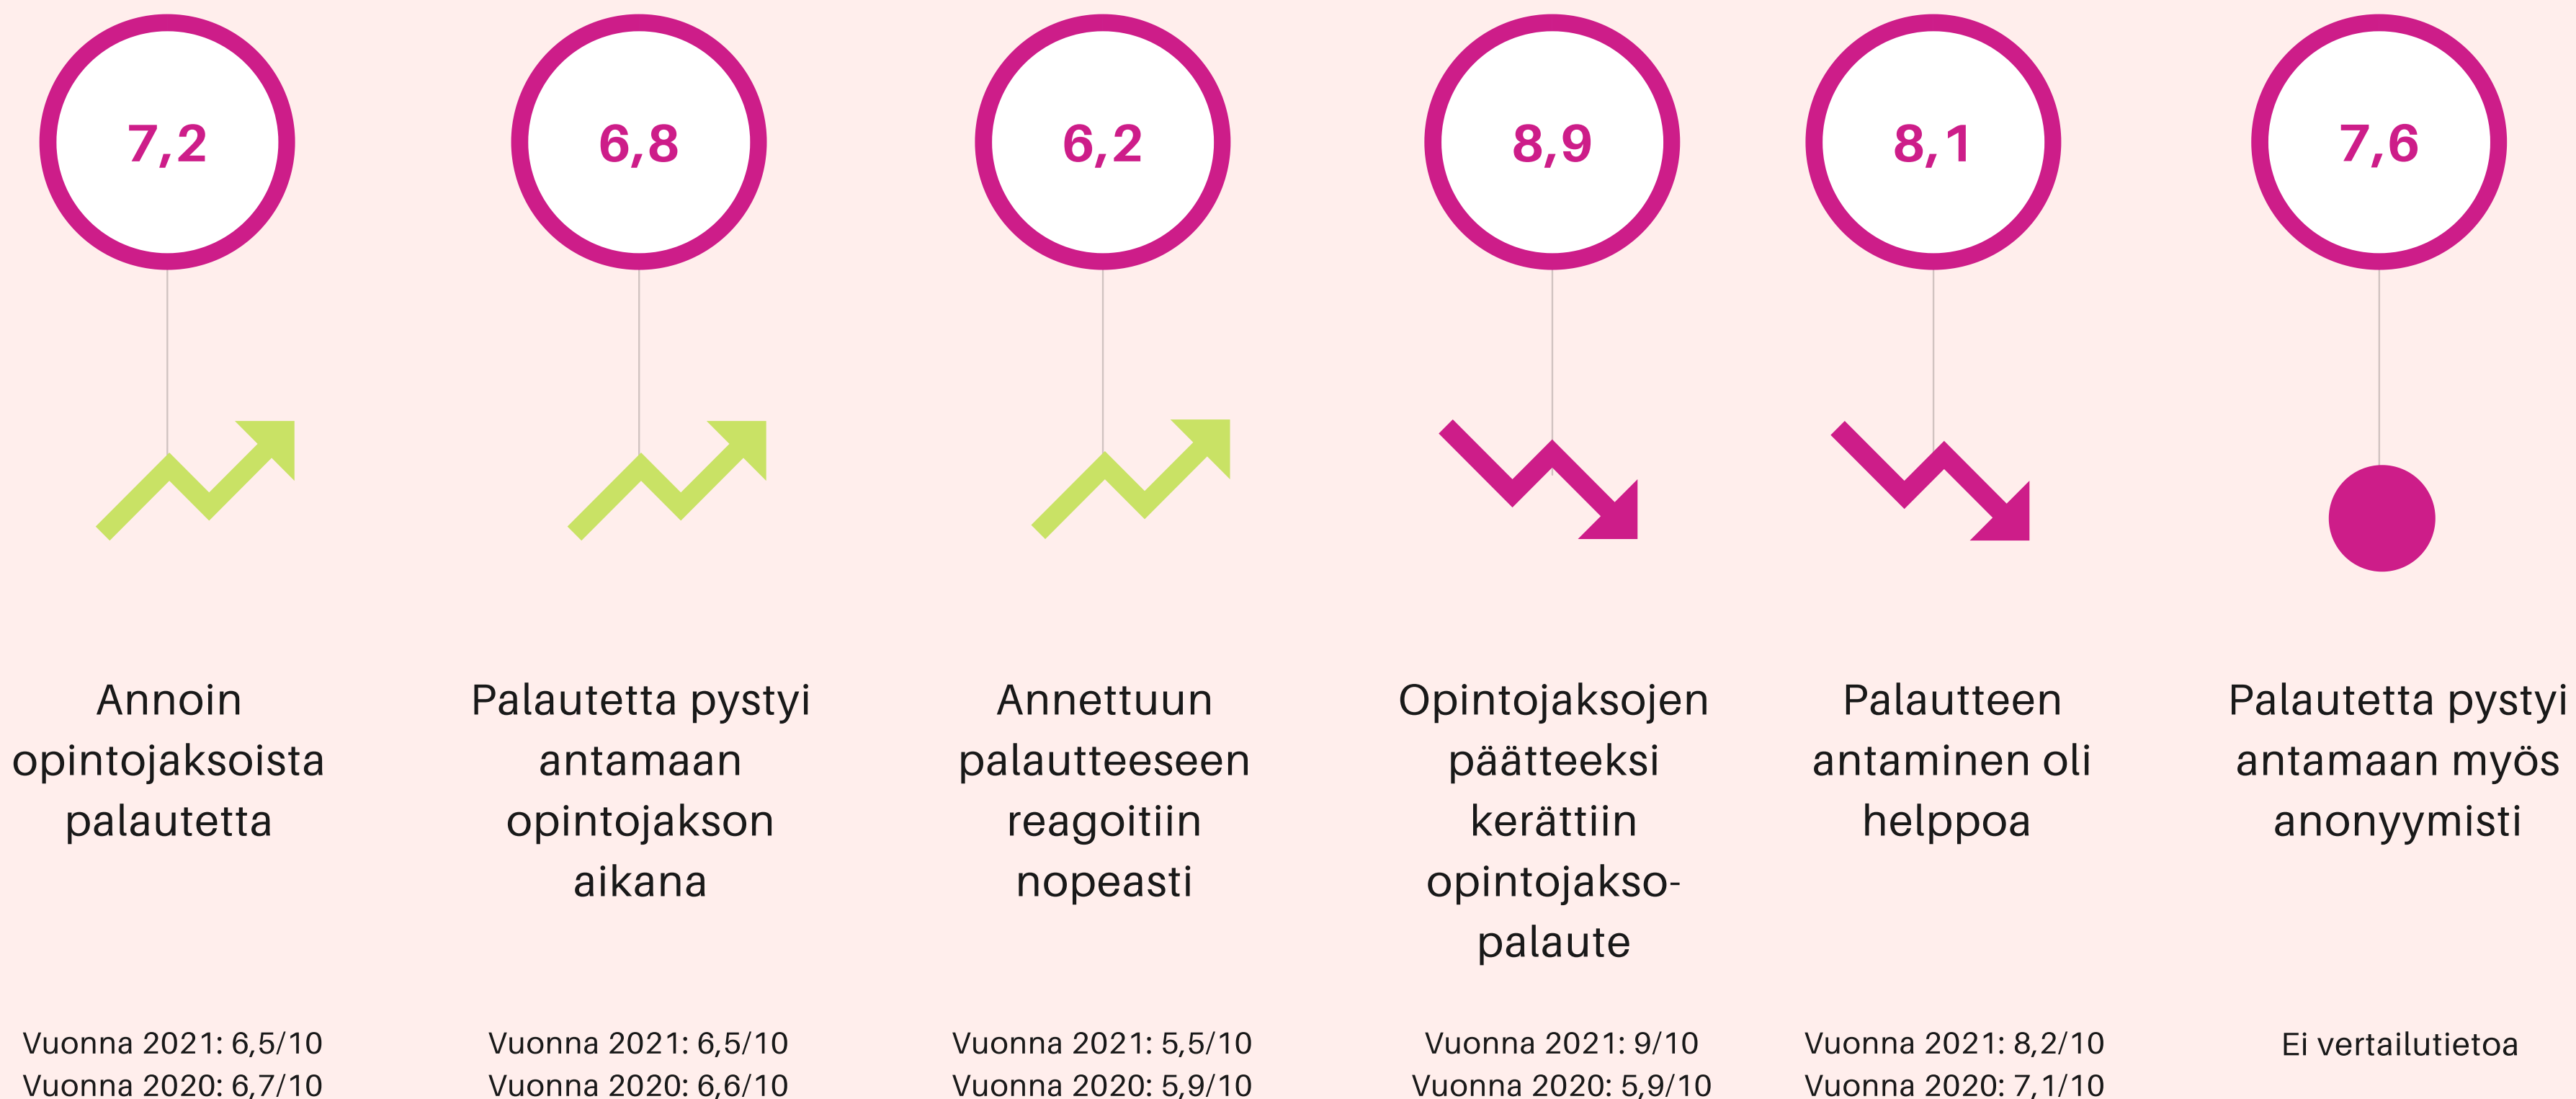 7,2
6,8
6,2
8,9
8,1
7,6
Annoin
opintojaksoista
palautetta
Palautetta pystyi
antamaan
opintojakson
aikana
Annettuun
palautteeseen
reagoitiin
nopeasti
Opintojaksojen
päätteeksi
kerättiin
opintojakso-
palaute
Palautteen
antaminen oli
helppoa
Palautetta pystyi
antamaan myös
anonyymisti
Vuonna 2021: 6,5/10
Vuonna 2020: 6,7/10
Vuonna 2021: 6,5/10
Vuonna 2020: 6,6/10
Vuonna 2021: 5,5/10
Vuonna 2020: 5,9/10
Vuonna 2021: 9/10
Vuonna 2020: 5,9/10
Vuonna 2021: 8,2/10
Vuonna 2020: 7,1/10
Ei vertailutietoa